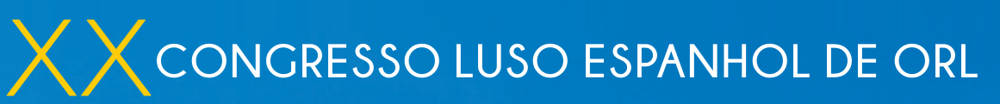 XX CONGRESSO LUSO ESPANHOL DE ORL